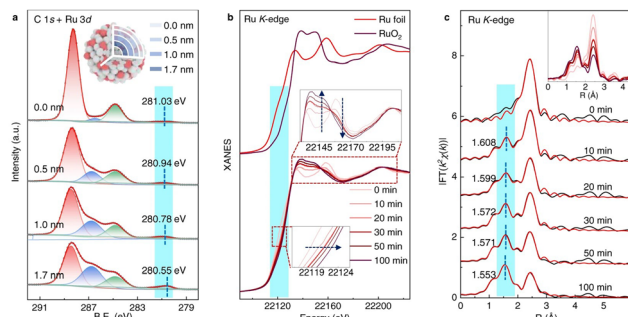 a
C 1s + Ru 3d
0.0 nm
0.5 nm
1.0 nm
1.7 nm
0.0 nm
281.03 eV
0.5 nm
280.94 eV
1.0 nm
280.78 eV
1.7 nm
280.55 eV
Intensity (a.u.)
291
287
283
279
b
Ru K-edge
Ru foil
RuO2
XANES
22145
22170
22195
0 min
10 min
20 min
30 min
50 min
100 min
22119
22124
22120
22160
22200
c
Ru K-edge
0
1
2
3
4
R (Å)
8
6
4
2
0
|FT(k²χ(k))|
0 min
1.608
10 min
1.599
20 min
1.572
30 min
1.571
50 min
1.553
100 min
0
1
2
3
4
5
R (Å)